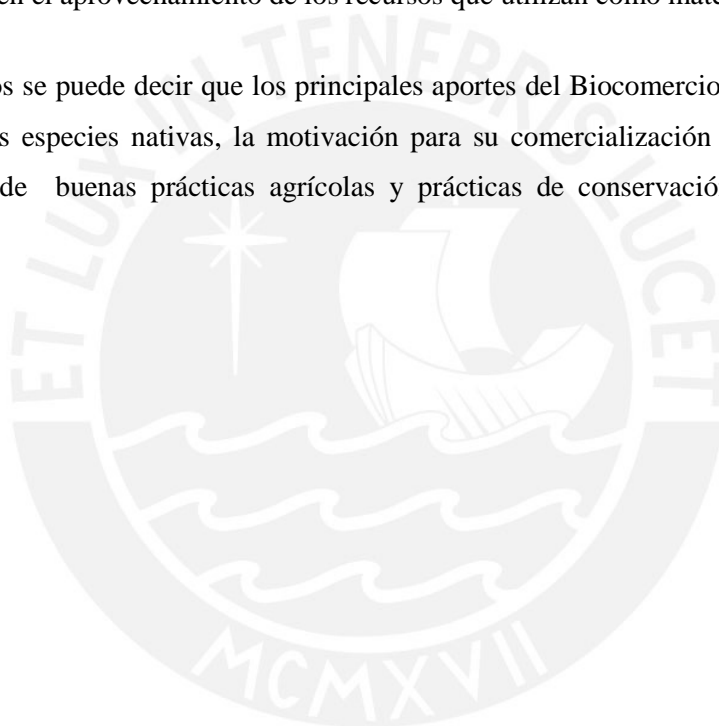 en el aprovechamiento de los recursos que utilizan como mate
os se puede decir que los principales aportes del Biocomercio
s especies nativas, la motivación para su comercialización
de buenas prácticas agrícolas y prácticas de conservació
ET LUX IN TENEBRIS LUCET
MCMXVII